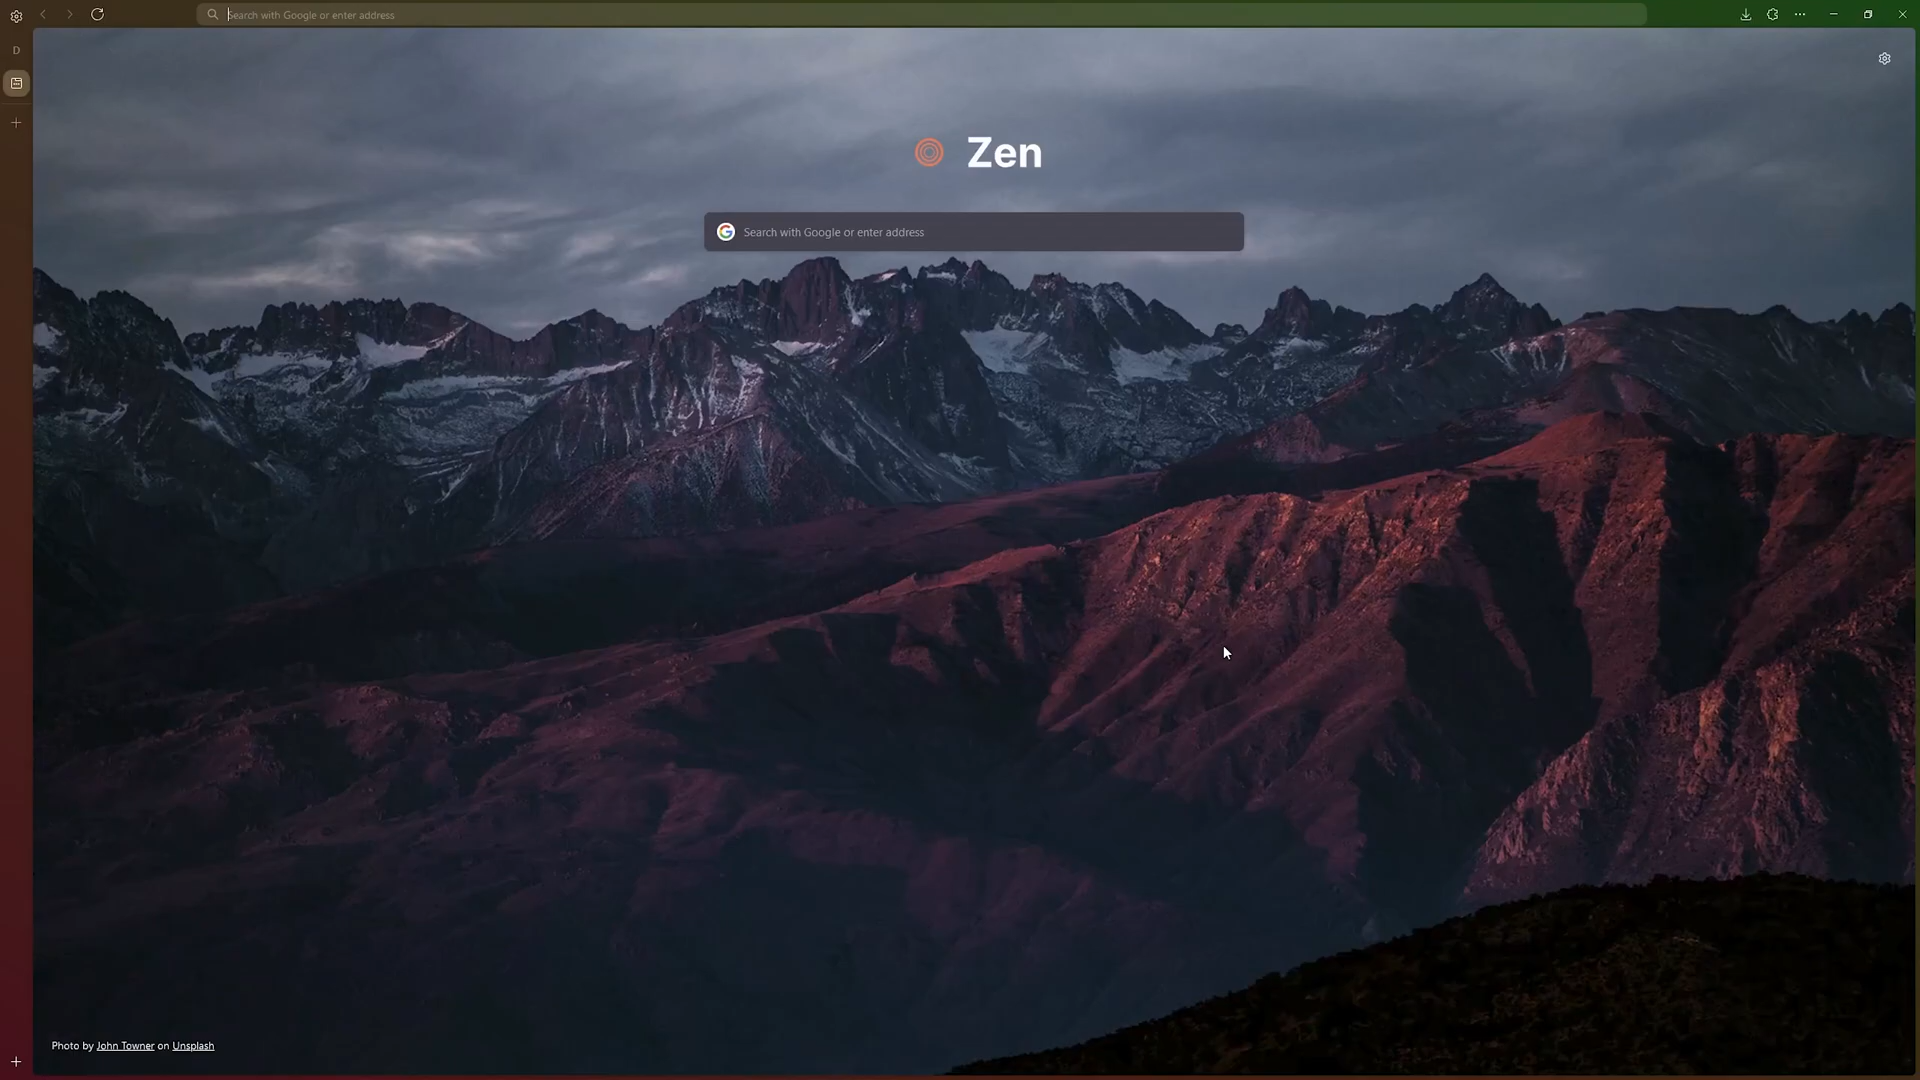 Search with Google or enter address
D
Zen
Search with Google or enter address
Photo by John Towner on Unsplash